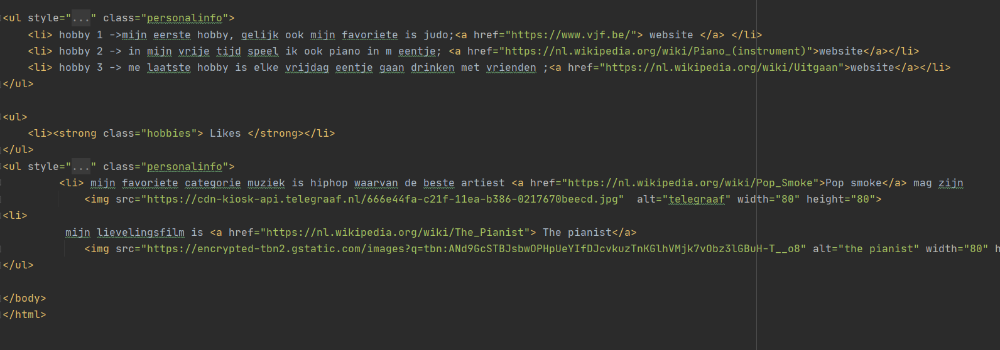 <ul style="..." class="personalinfo">
<li> hobby 1 ->mijn eerste hobby, gelijk ook mijn favoriete is judo;<a href="https://www.vjf.be/"> website </a> </li>
<li> hobby 2 -> in mijn vrije tijd speel ik ook piano in m eentje; <a href="https://nl.wikipedia.org/wiki/Piano_(instrument)">website</a></li>
<li> hobby 3 -> me laatste hobby is elke vrijdag eentje gaan drinken met vrienden ;<a href="https://nl.wikipedia.org/wiki/Uitgaan">website</a></li>
</ul>
<ul>
<li><strong class="hobbies"> Likes </strong></li>
</ul>
<ul style="..." class="personalinfo">
<li> mijn favoriete categorie muziek is hiphop waarvan de beste artiest <a href="https://nl.wikipedia.org/wiki/Pop_Smoke">Pop smoke</a> mag zijn
<img src="https://cdn-kiosk-api.telegraaf.nl/666e44fa-c21f-11ea-b386-0217670beecd.jpg"  alt="telegraaf" width="80" height="80">
<li>
mijn lievelingsfilm is <a href="https://nl.wikipedia.org/wiki/The_Pianist"> The pianist</a>
<img src="https://encrypted-tbn2.gstatic.com/images?q=tbn:ANd9GcSTBJsbwOPHpUeYIfDJcvkuzTnKGlhVMjk7vObz3lGBuH-T__o8" alt="the pianist" width="80" h
</ul>
</body>
</html>